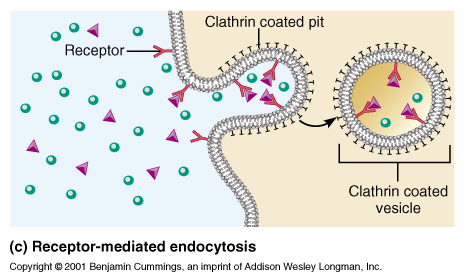 Clathrin coated pit
Receptor
Clathrin coated
vesicle
(c) Receptor-mediated endocytosis
Copyright © 2001 Benjamin Cummings, an imprint of Addison Wesley Longman, Inc.